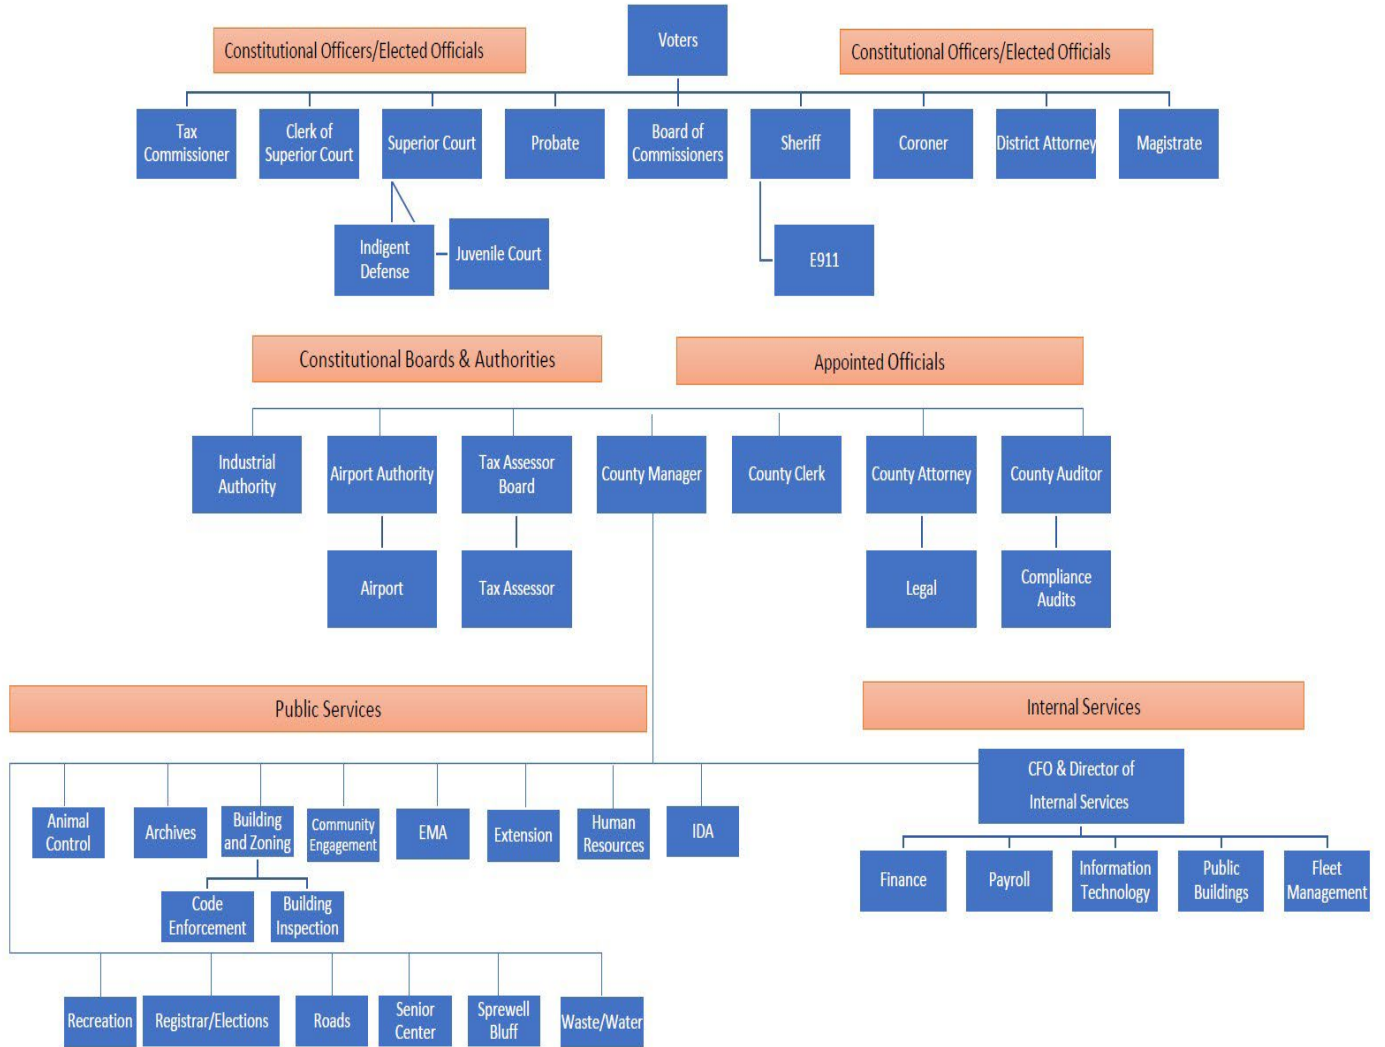 Voters
Constitutional Officers/Elected Officials
Constitutional Officers/Elected Officials
Tax
Commissioner
Clerk of
Superior Court
Superior Court
Probate
Board of
Commissioners
Sheriff
Coroner
District Attorney
Magistrate
Indigent
Defense
Juvenile Court
E911
Constitutional Boards & Authorities
Appointed Officials
Industrial
Authority
Airport Authority
Tax Assessor
Board
County Manager
County Clerk
County Attorney
County Auditor
Airport
Tax Assessor
Legal
Compliance
Audits
Public Services
Internal Services
CFO & Director of
Internal Services
Animal
Control
Archives
Building
and Zoning
Community
Engagement
EMA
Extension
Human
Resources
IDA
Finance
Payroll
Information
Technology
Public
Buildings
Fleet
Management
Code
Enforcement
Building
Inspection
Recreation
Registrar/Elections
Roads
Senior
Center
Sprewell
Bluff
Waste/Water